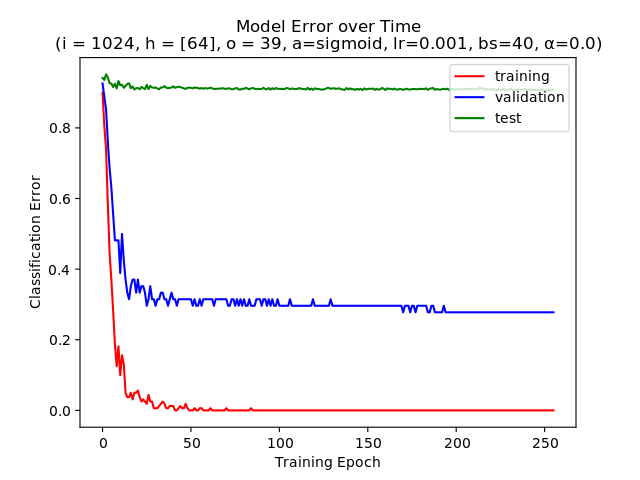 Model Error over Time
(i = 1024, h = [64], o = 39, a=sigmoid, lr=0.001, bs=40, α=0.0)
training
validation
test
Classification Error
0.8
0.6
0.4
0.2
0.0
0 50 100 150 200 250
Training Epoch